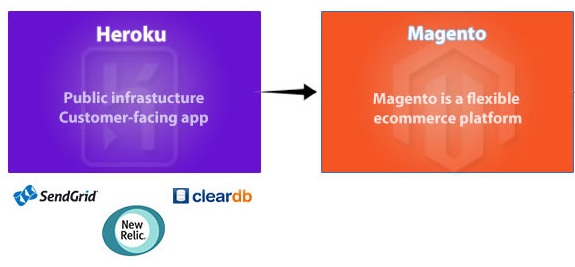 Heroku
Public infrastucture
Customer-facing app
Magento
Magento is a flexible
ecommerce platform
SendGrid
cleardb
New
Relic.